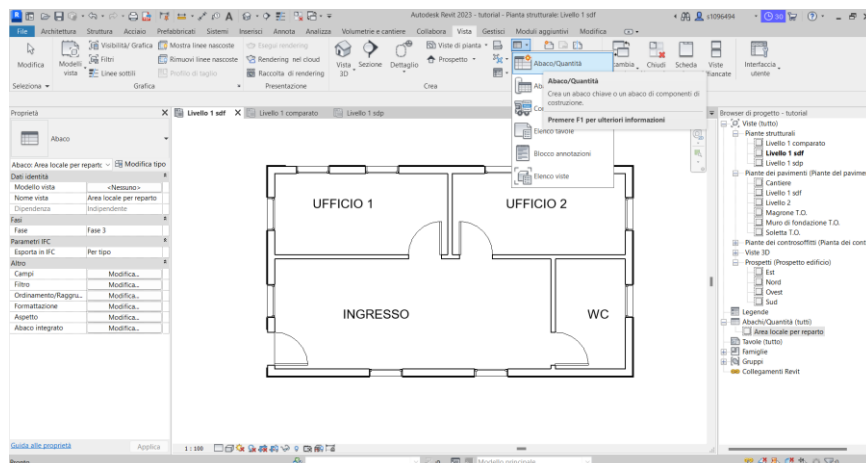 Autodesk Revit 2023 - tutorial - Pianta strutturale: Livello 1 sdf
s1096494
File Architettura Struttura Acciaio Prefabbricati Sistemi Inserisci Annota Analizza Volumetrie e cantiere Collabora Vista Gestisci Moduli aggiuntivi Modifica
Modifica
Modelli vista
Visibilità/ Grafica
Filtri
Linee sottili
Mostra linee nascoste
Rimuovi linee nascoste
Profilo di taglio
Eseguì rendering
Rendering nel cloud
Raccolta di rendering
Vista 3D
Sezione
Dettaglio
Viste di pianta
Prospetto
Chiudi
Scheda
Viste
Interfaccia utente
Seleziona
Grafica
Presentazione
Crea
Abaco/Quantità
Elenco tavole
Blocco annotazioni
Elenco viste
Abaco/Quantità
Crea un abaco chiave o un abaco di componenti di
costruzione.
Premere F1 per ulteriori informazioni
Proprietà
Livello 1 sdf
Livello 1 comparato
Livello 1 sdp
Abaco
Abaco: Area locale per repartc
Modifica tipo
Dati identità
Modello vista <Nessuno>
Nome vista Area locale per reparto
Dipendenza Indipendente
Fasi
Fase Fase 3
Parametri IFC
Esporta in IFC Per tipo
Altro
Campi Modifica...
Filtro Modifica...
Ordinamento/Raggru... Modifica...
Formattazione Modifica...
Aspetto Modifica...
Abaco integrato Modifica...
Guida alle proprietà
Applica
UFFICIO 1
UFFICIO 2
INGRESSO
WC
1 : 100
Modello principale
Browser di progetto - tutorial
Viste (tutto)
Piante strutturali
Livello 1 comparato
Livello 1 sdf
Livello 1 sdp
Piante dei pavimenti (Piante del pavime
Cantiere
Livello 1 sdf
Livello 2
Magrone T.O.
Muro di fondazione T.O.
Soletta T.O.
Piante dei controsoffitti (Pianta dei cont
Viste 3D
Prospetti (Prospetto edificio)
Est
Nord
Ovest
Sud
Legende
Abachi/Quantità (tutti)
Area locale per reparto
Tavole (tutto)
Famiglie
Gruppi
Collegamenti Revit